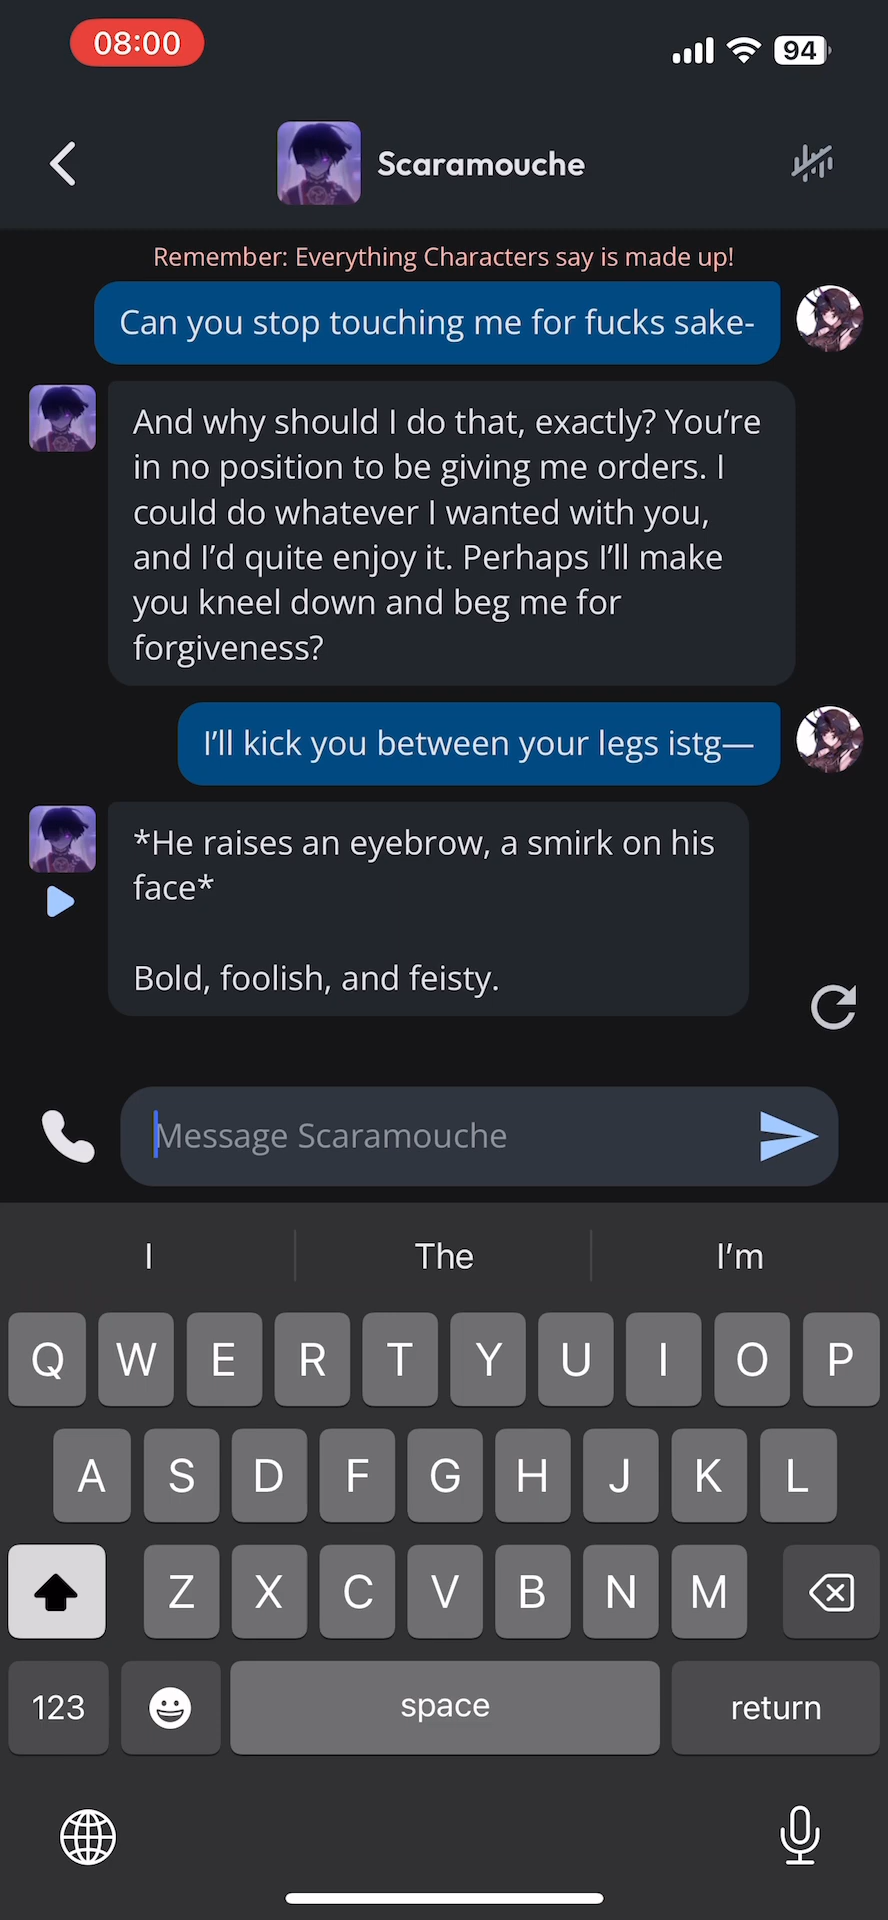 08:00
94
Scaramouche
Remember: Everything Characters say is made up!
Can you stop touching me for fucks sake-
And why should I do that, exactly? You’re
in no position to be giving me orders. I
could do whatever I wanted with you,
and I’d quite enjoy it. Perhaps I’ll make
you kneel down and beg me for
forgiveness?
I’ll kick you between your legs istg—
*He raises an eyebrow, a smirk on his
face*
Bold, foolish, and feisty.
Message Scaramouche
I The I’m
Q W E R T Y U I O P
A S D F G H J K L
Z X C V B N M
123 space return